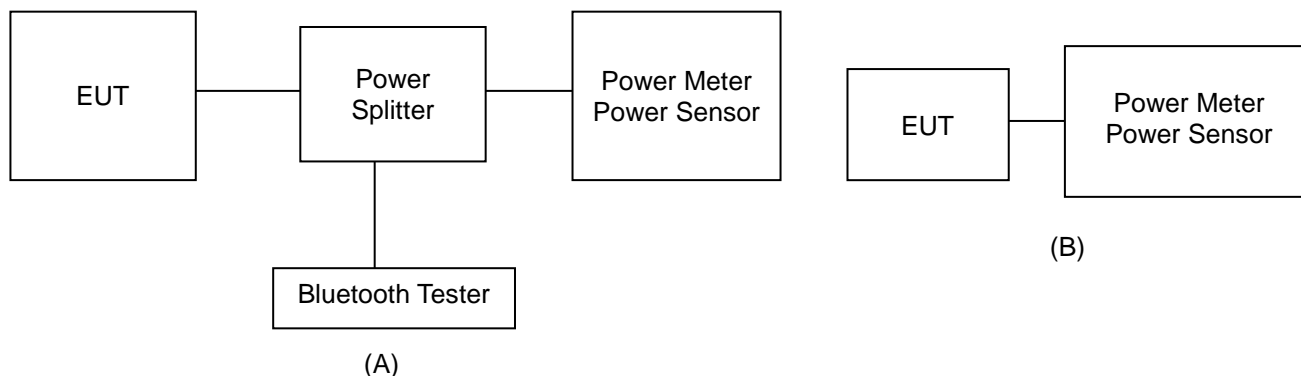 EUT
Power
Splitter
Power Meter
Power Sensor
Bluetooth Tester
(A)
EUT
Power Meter
Power Sensor
(B)